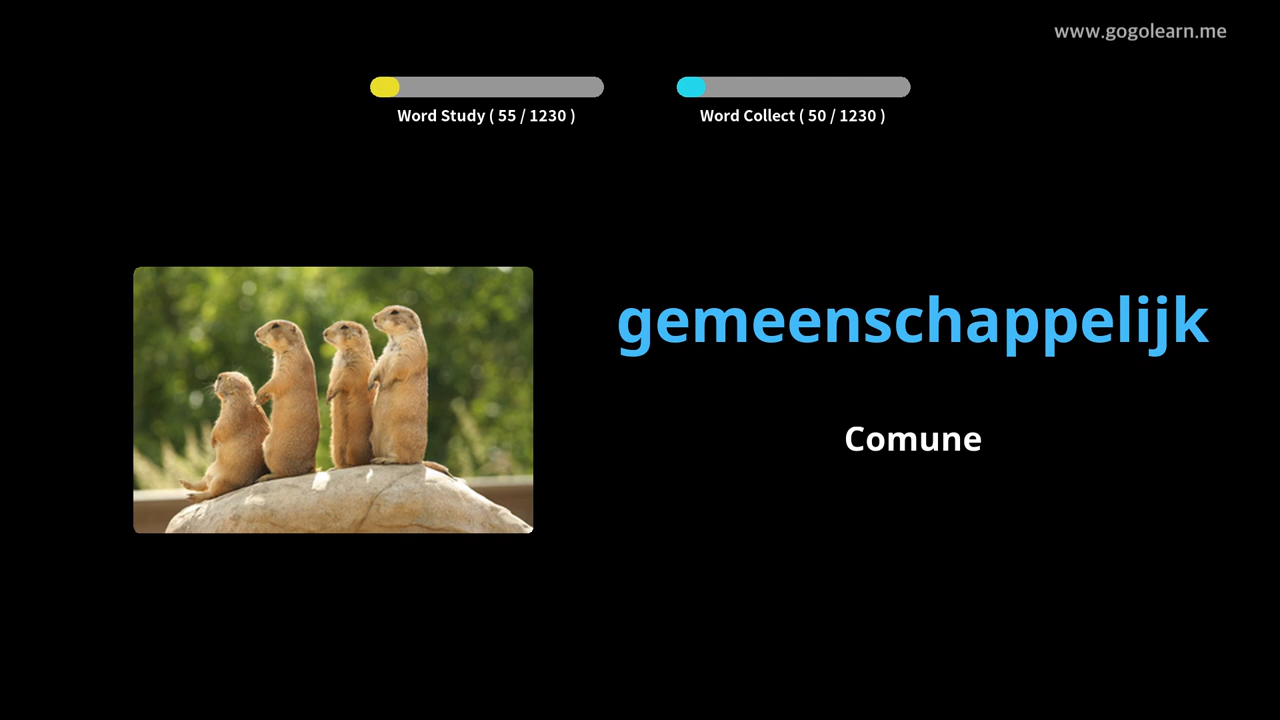 www.gogolearn.me
Word Study ( 55 / 1230 )
Word Collect ( 50 / 1230 )
gemeenschappelijk
Comune